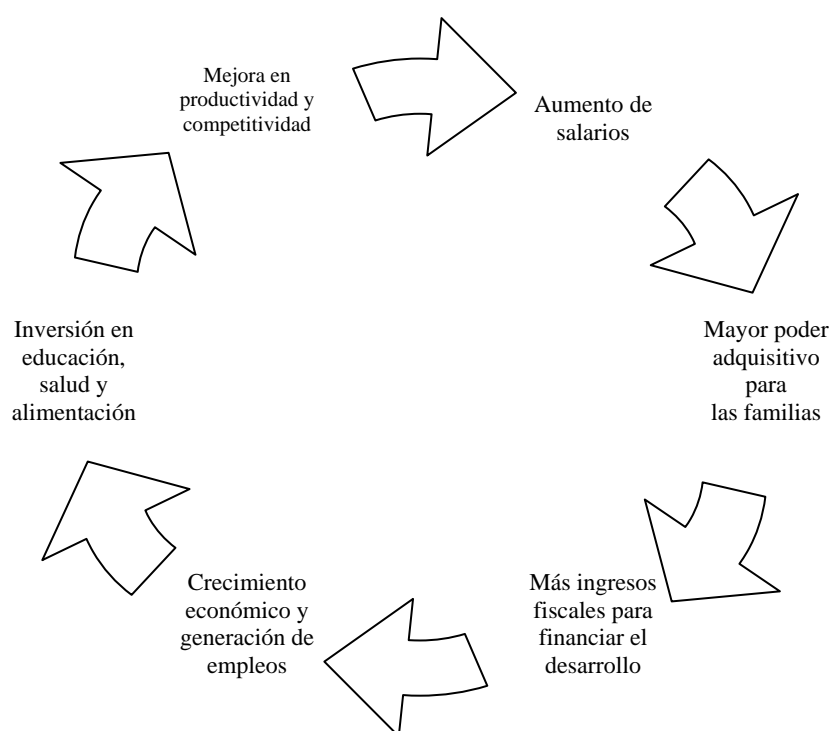 Mejora en
productividad y
competitividad
Aumento de
salarios
Mayor poder
adquisitivo
para
las familias
Más ingresos
fiscales para
financiar el
desarrollo
Crecimiento
económico y
generación de
empleos
Inversión en
educación,
salud y
alimentación